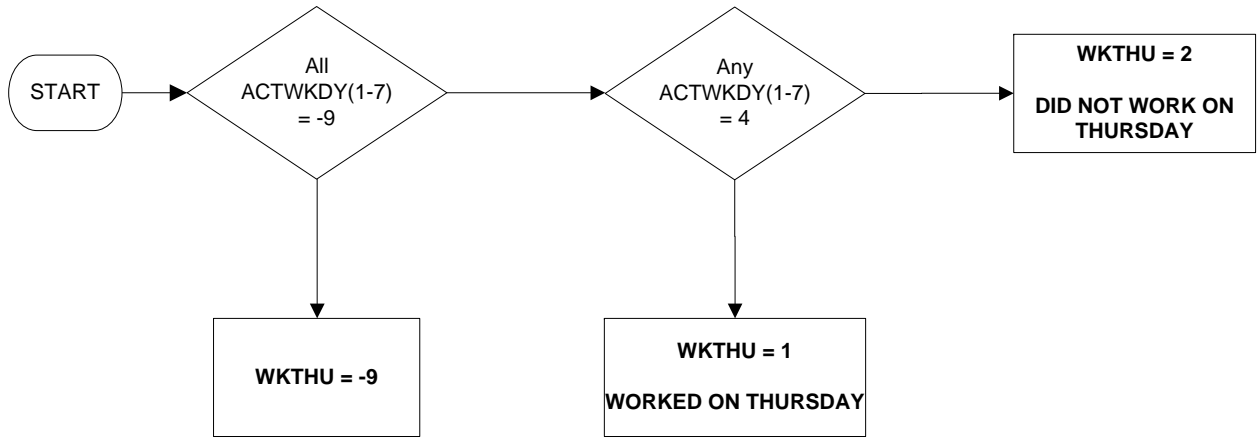 START
All
ACTWKDY(1-7)
= -9
Any
ACTWKDY(1-7)
= 4
WKTHU = 2
DID NOT WORK ON
THURSDAY
WKTHU = -9
WKTHU = 1
WORKED ON THURSDAY